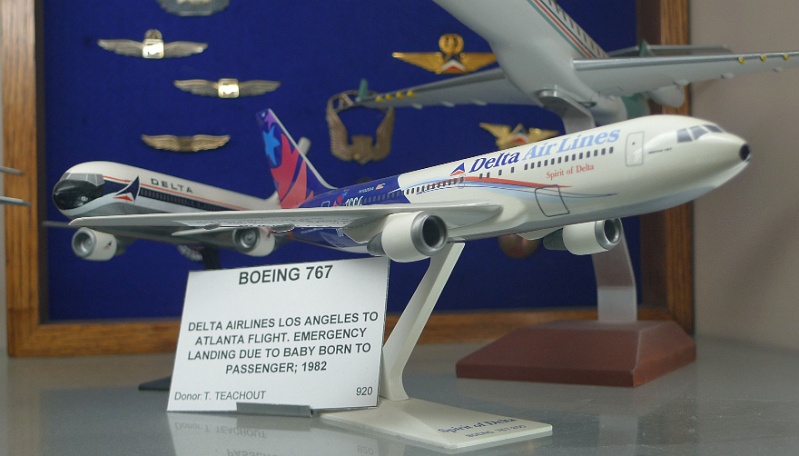 DELTA
Delta Air Lines
Spirit of Delta
BOEING 767
DELTA AIRLINES LOS ANGELES TO
ATLANTA FLIGHT. EMERGENCY
LANDING DUE TO BABY BORN TO
PASSENGER; 1982
Donor T. TEACHOUT
920
Spirit of Delta